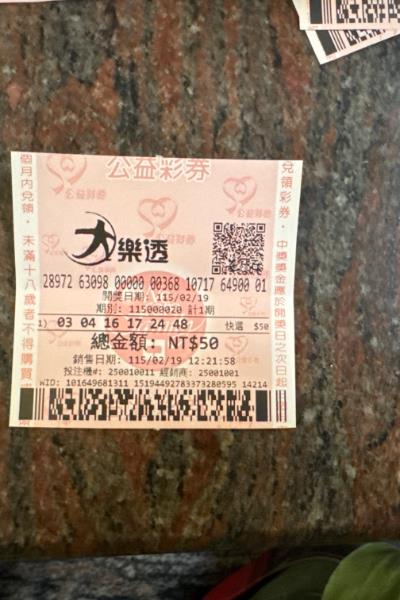 公益彩券
大樂透
28972 63098 00000 00368 10717 64900 01
開獎日期: 115/02/19
期別: 115000020 計1期
1) 03 04 16 17 24 48 快選 $50
總金額: NT$50
銷售日期: 115/02/19 12:21:58
投注機#: 250010011 經銷商: 25001001
WID: 101649681311 15194492783373280595 14214
個月內兌領。未滿十八歲者不得購買
兌領彩券。中獎獎金應於開獎日之次日起